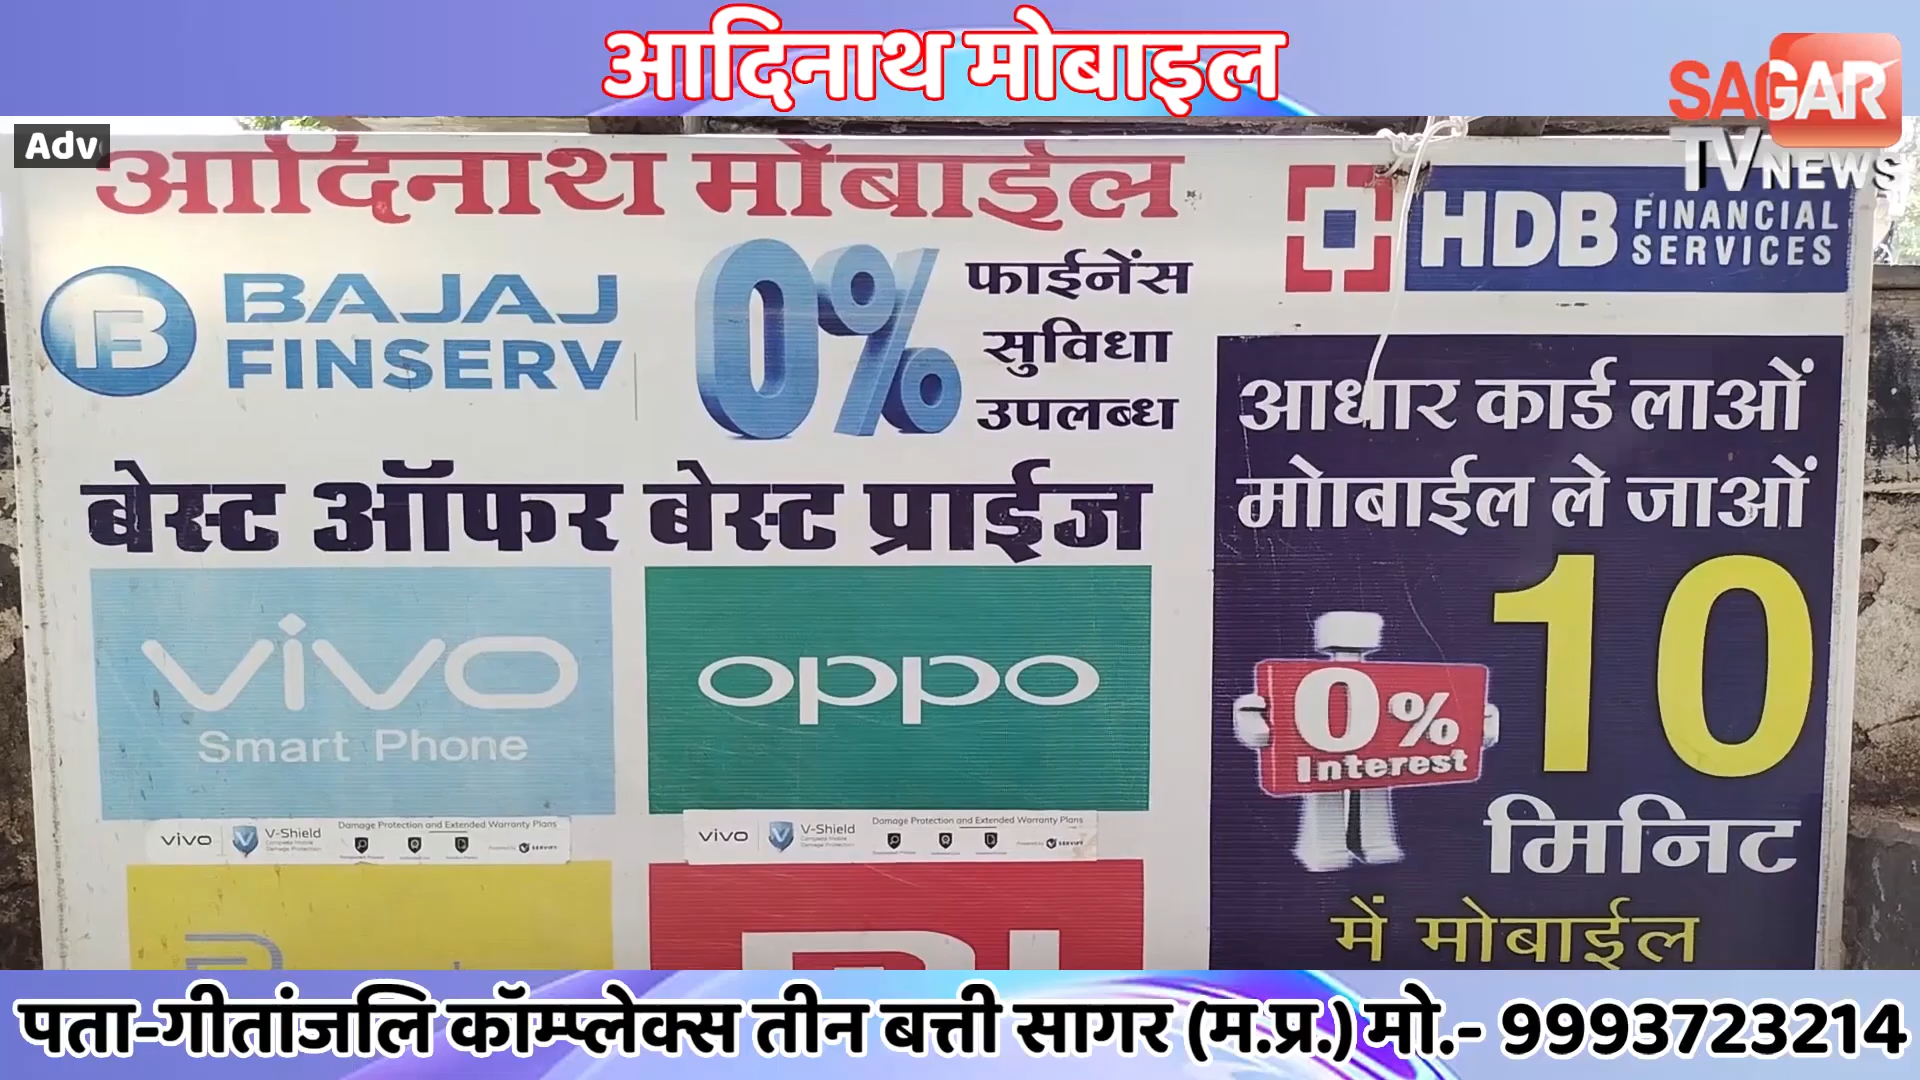 आदिनाथ मोबाइल
SAGAR
TV NEWS
Adv
आदिनाथ मोबाईल
HDB FINANCIAL SERVICES
BAJAJ
FINSERV
0%
फाईनेंस
सुविधा
उपलब्ध
आधार कार्ड लाओं
मोाबाईल ले जाओं
बेस्ट ऑफर बेस्ट प्राईज
10
vivo
Smart Phone
oppo
0%
Interest
मिनिट
vivo V-Shield Damage Protection and Extended Warranty Plans
vivo V-Shield Damage Protection and Extended Warranty Plans
में मोबाईल
पता-गीतांजलि कॉम्प्लेक्स तीन बत्ती सागर (म.प्र.) मो.- 9993723214